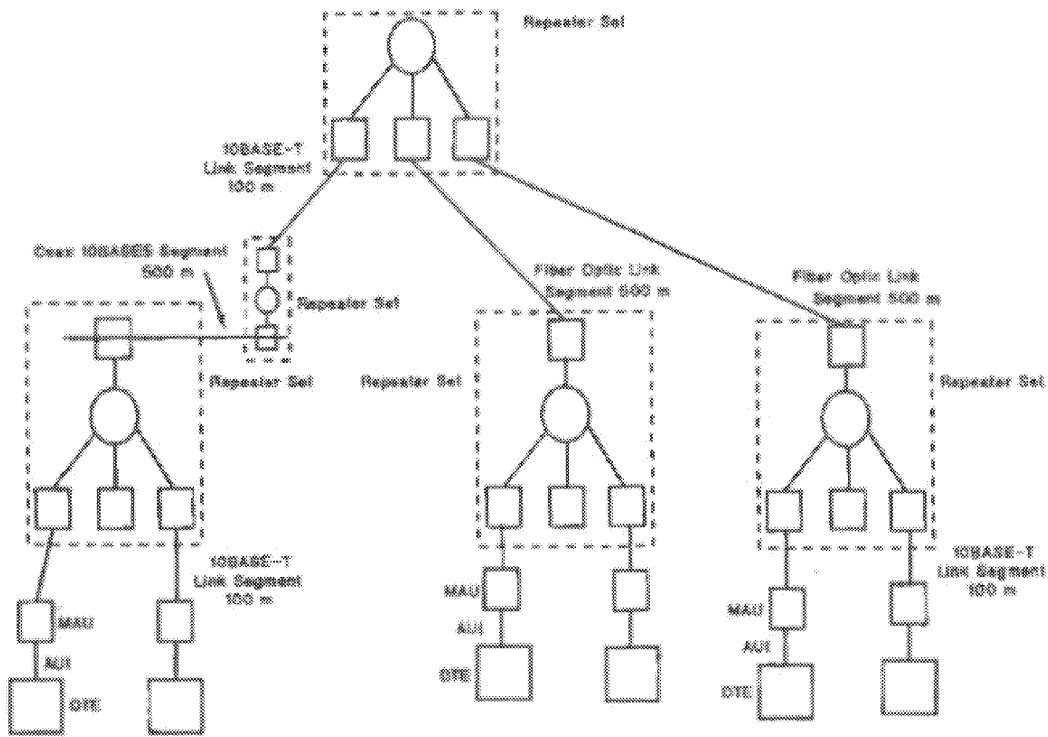 Repeater Set
10BASE-T
Link Segment
100 m
Coax 10BASE5 Segment
500 m
Repeater Set
Fiber Optic Link
Segment 500 m
Fiber Optic Link
Segment 500 m
Repeater Set
Repeater Set
Repeater Set
10BASE-T
Link Segment
100 m
10BASE-T
Link Segment
100 m
MAU
AUI
DTE
MAU
AUI
DTE
MAU
AUI
DTE